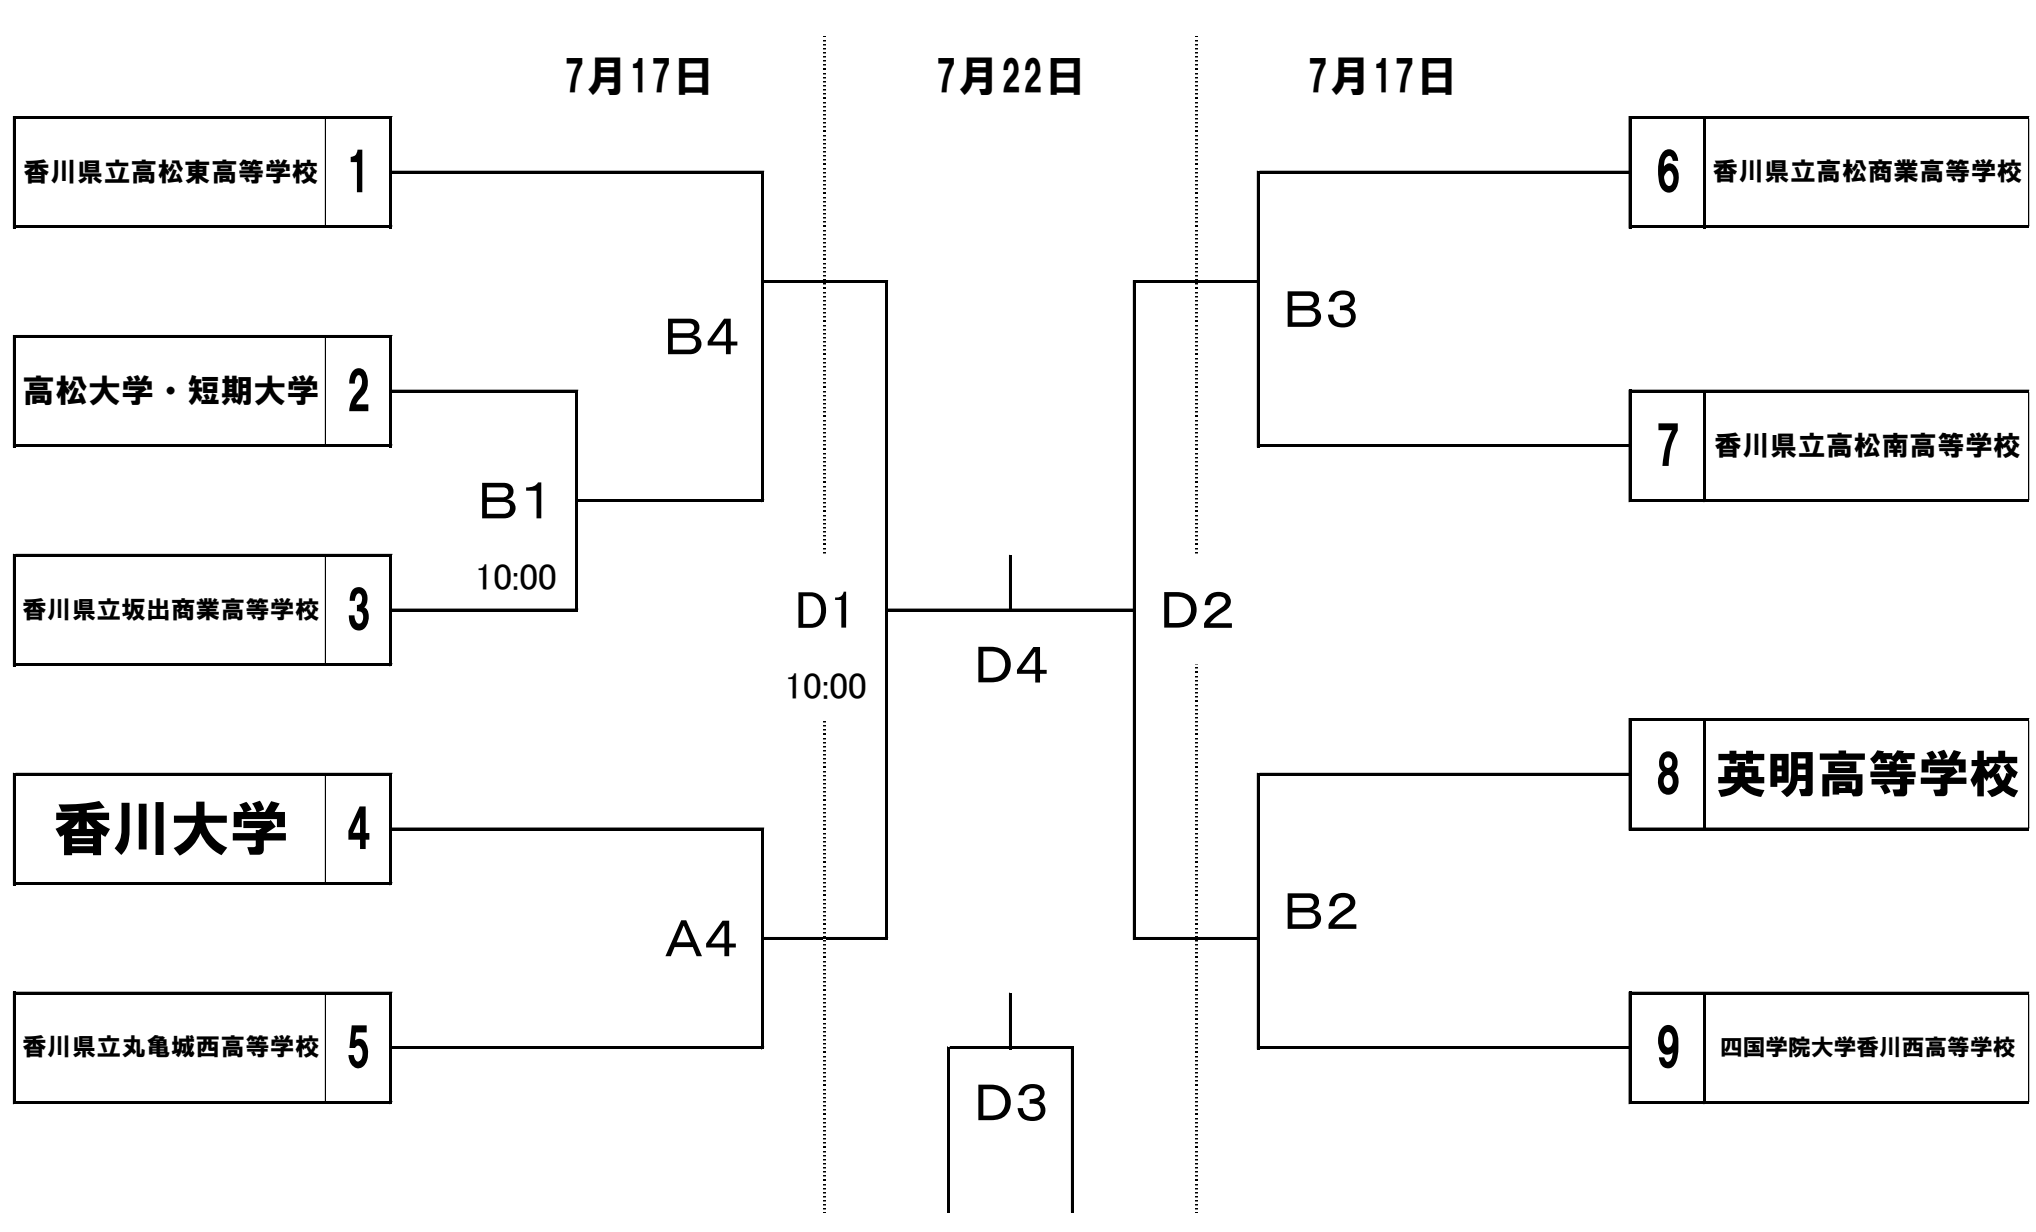 7月17日
7月22日
7月17日
香川県立高松東高等学校 1
高松大学・短期大学 2
香川県立坂出商業高等学校 3
香川大学 4
香川県立丸亀城西高等学校 5
B4
B1
10:00
A4
D1
10:00
D4
D3
D2
B3
B2
6 香川県立高松商業高等学校
7 香川県立高松南高等学校
8 英明高等学校
9 四国学院大学香川西高等学校